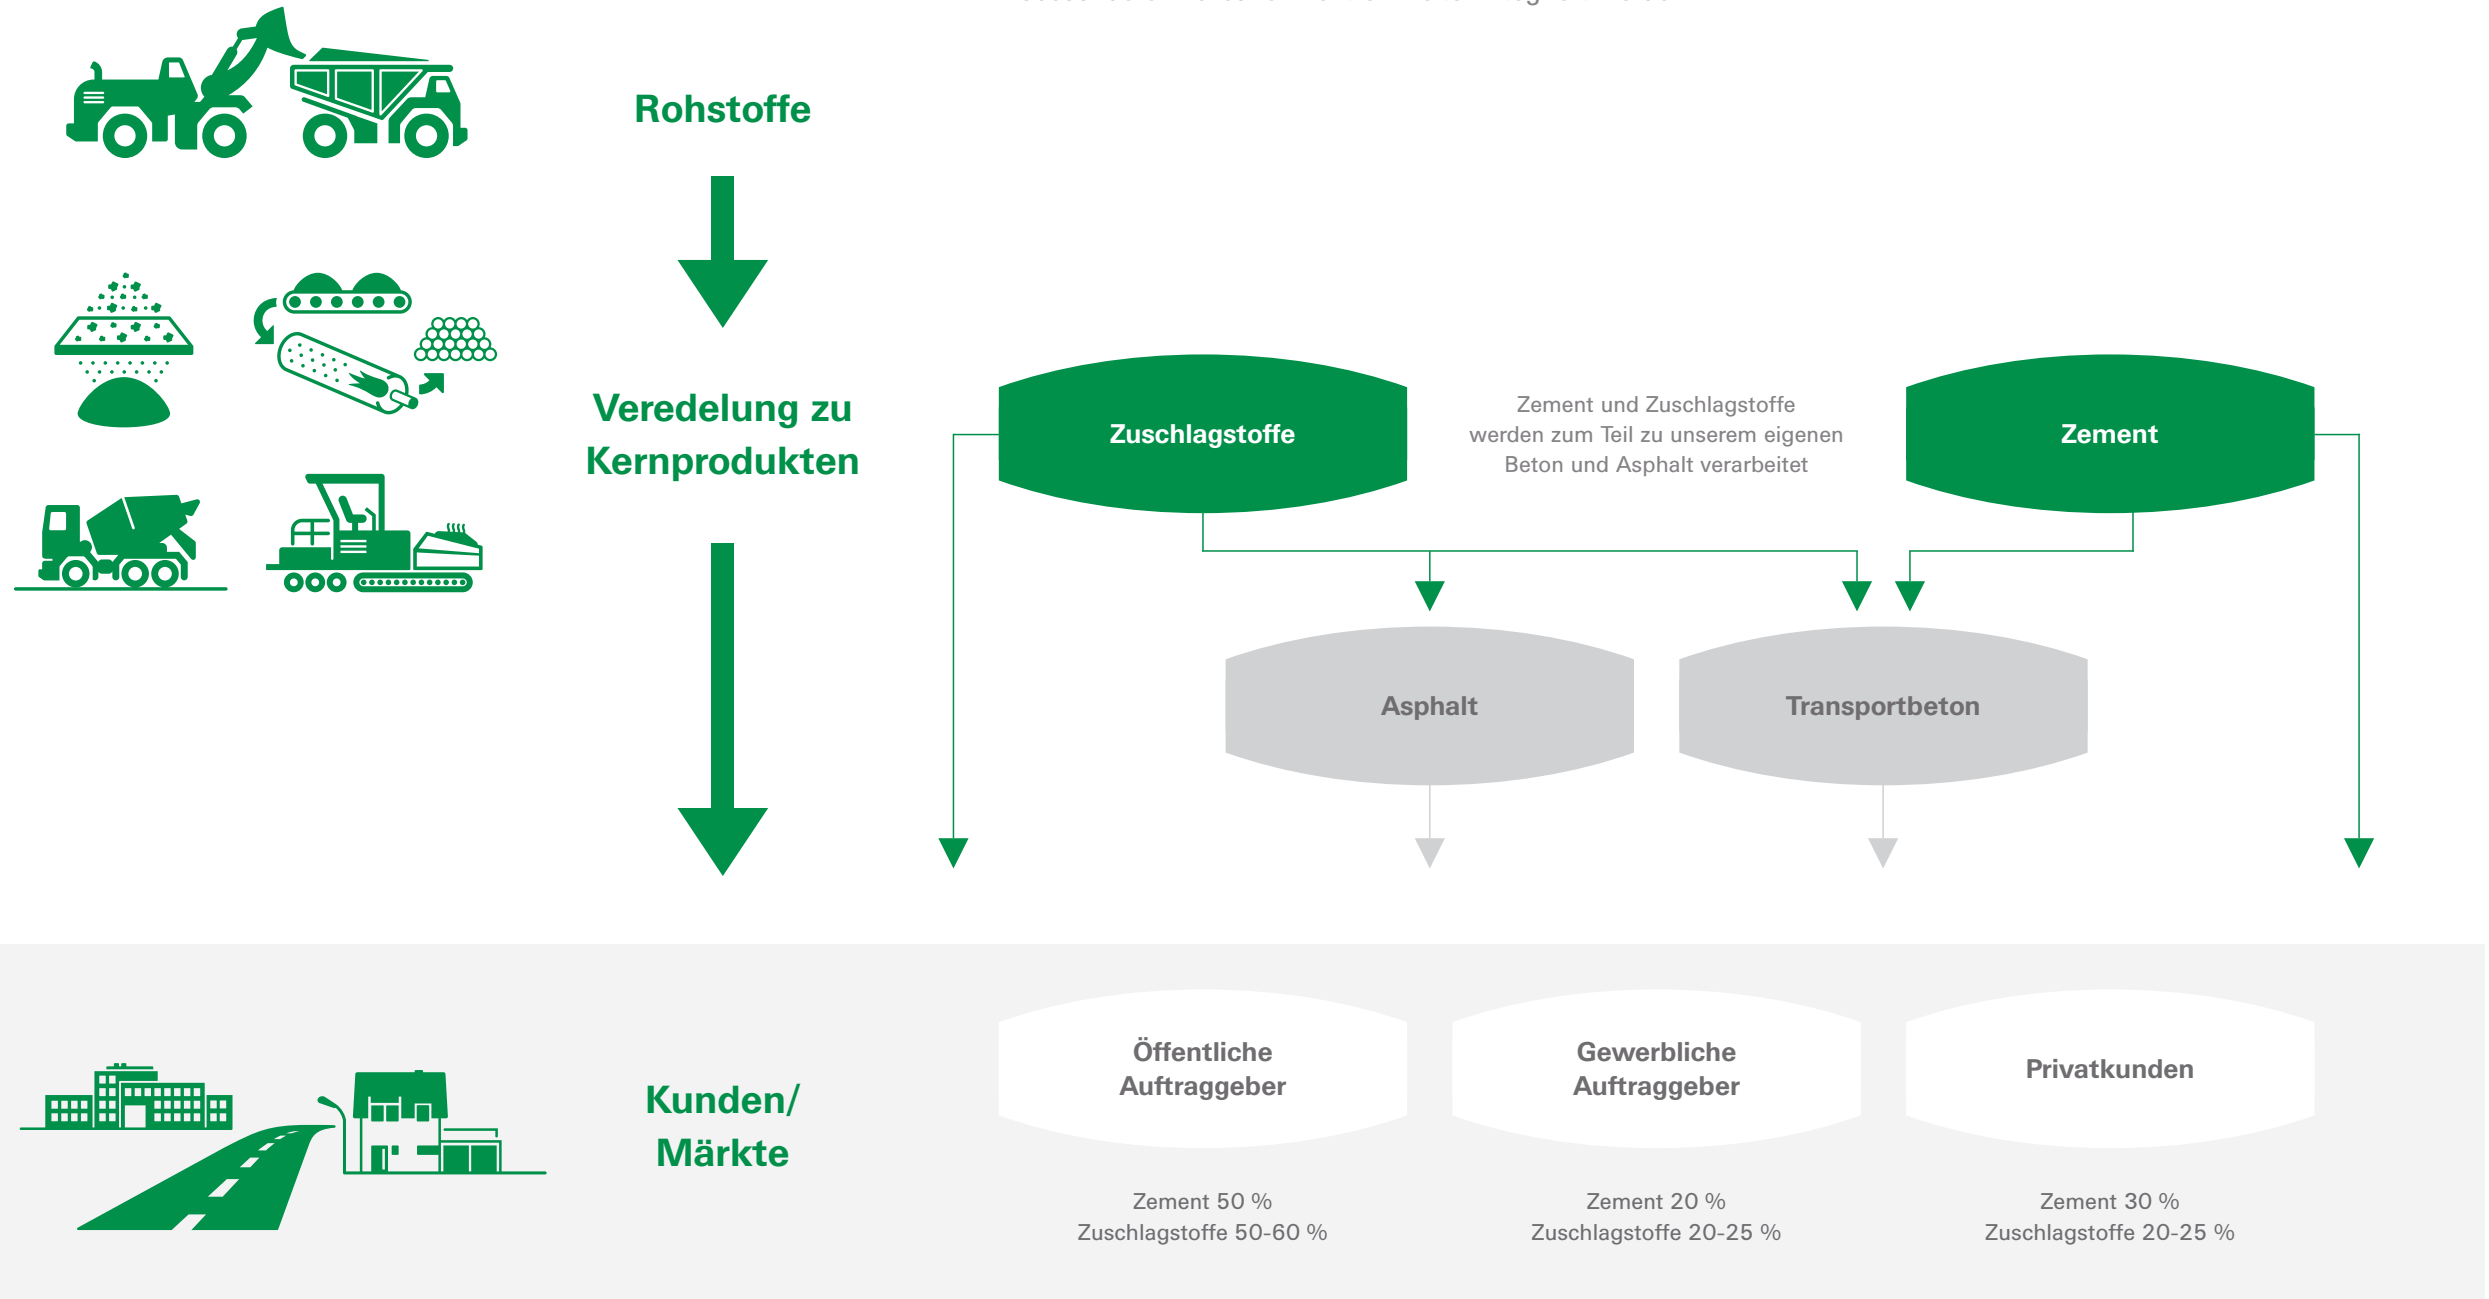 Rohstoffe
Veredelung zu
Kernprodukten
Zuschlagstoffe
Zement und Zuschlagstoffe
werden zum Teil zu unserem eigenen
Beton und Asphalt verarbeitet
Zement
Asphalt
Transportbeton
Kunden/
Märkte
Öffentliche
Auftraggeber
Gewerbliche
Auftraggeber
Privatkunden
Zement 50 %
Zuschlagstoffe 50-60 %
Zement 20 %
Zuschlagstoffe 20-25 %
Zement 30 %
Zuschlagstoffe 20-25 %